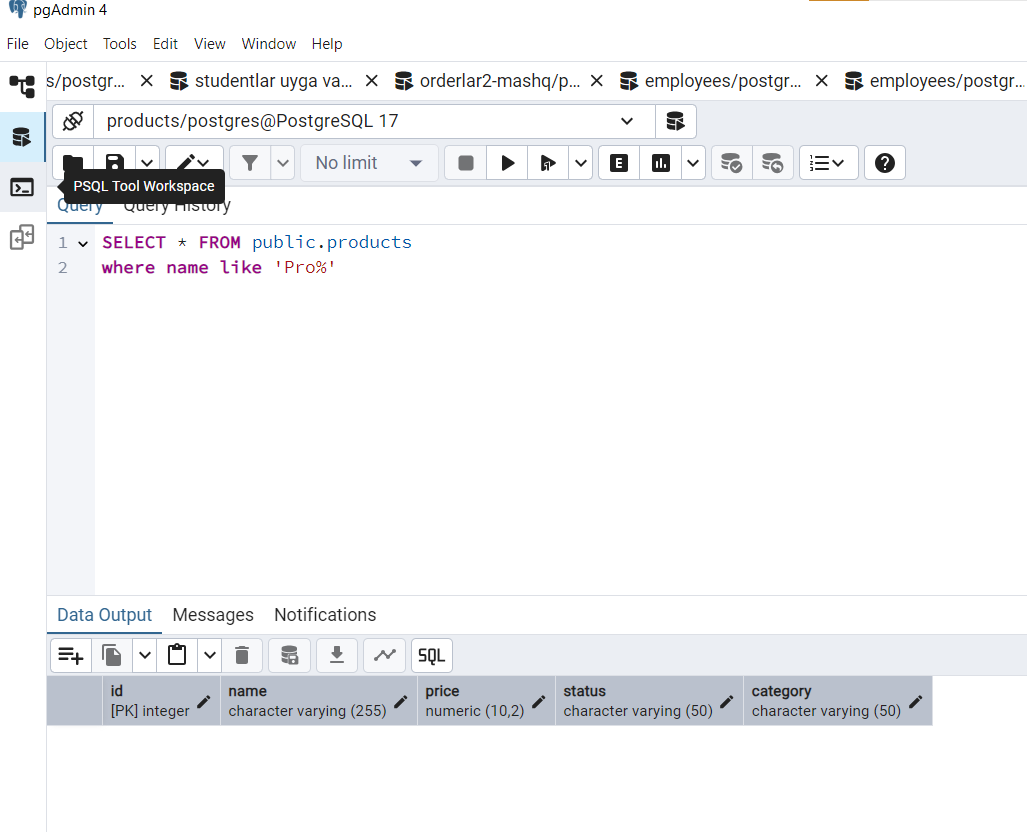 pgAdmin 4
File Object Tools Edit View Window Help
s/postgr... studentlar uyga va... orderlar2-mashq/p... employees/postgr... employees/postgr...
products/postgres@PostgreSQL 17
No limit E
PSQL Tool Workspace
Query Query History
1 SELECT * FROM public.products
2 where name like 'Pro%'
Data Output Messages Notifications
SQL
id name price status category
[PK] integer character varying (255) numeric (10,2) character varying (50) character varying (50)